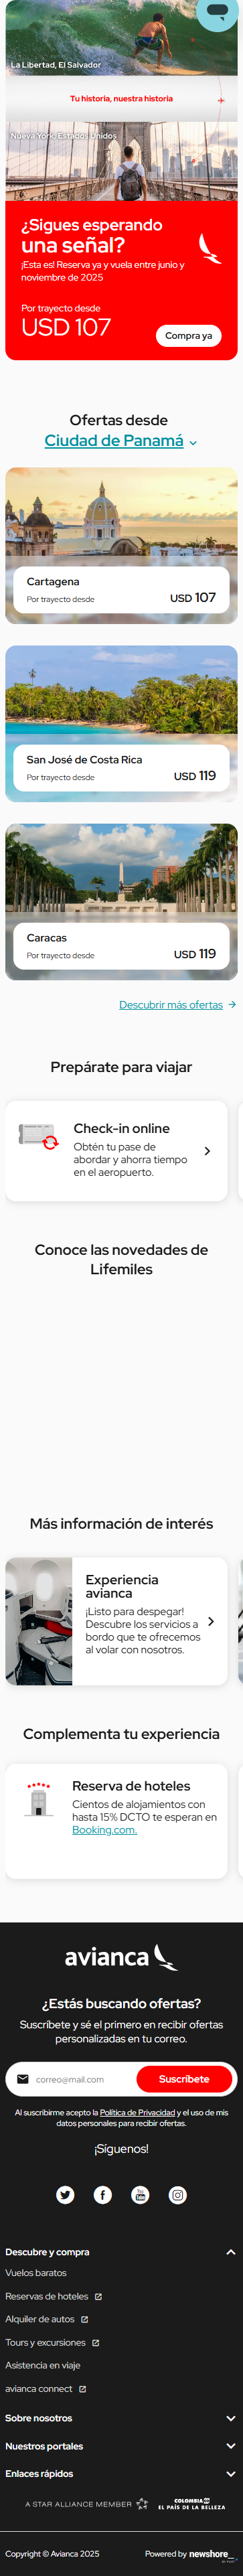 La Libertad, El Salvador
Tu historia, nuestra historia
Nueva York, Estados Unidos
¿Sigues esperando
una señal?
¡Esta es! Reserva ya y vuela entre junio y
noviembre de 2025
Por trayecto desde
USD 107
Compra ya
Ofertas desde
Ciudad de Panamá
Cartagena
Por trayecto desde
USD 107
San José de Costa Rica
Por trayecto desde
USD 119
Caracas
Por trayecto desde
USD 119
Descubrir más ofertas
Prepárate para viajar
Check-in online
Obtén tu pase de
abordar y ahorra tiempo
en el aeropuerto.
Conoce las novedades de
Lifemiles
Más información de interés
Experiencia
avianca
¡Listo para despegar!
Descubre los servicios a
bordo que te ofrecemos
al volar con nosotros.
Complementa tu experiencia
Reserva de hoteles
Cientos de alojamientos con
hasta 15% DCTO te esperan en
Booking.com.
avianca
¿Estás buscando ofertas?
Suscríbete y sé el primero en recibir ofertas
personalizadas en tu correo.
correo@mail.com
Suscríbete
Al suscribirme acepto la Política de Privacidad y el uso de mis
datos personales para recibir ofertas.
¡Síguenos!
Descubre y compra
Vuelos baratos
Reservas de hoteles
Alquiler de autos
Tours y excursiones
Asistencia en viaje
avianca connect
Sobre nosotros
Nuestros portales
Enlaces rápidos
A STAR ALLIANCE MEMBER
COLOMBIA
EL PAÍS DE LA BELLEZA
Copyright © Avianca 2025
Powered by newshore_